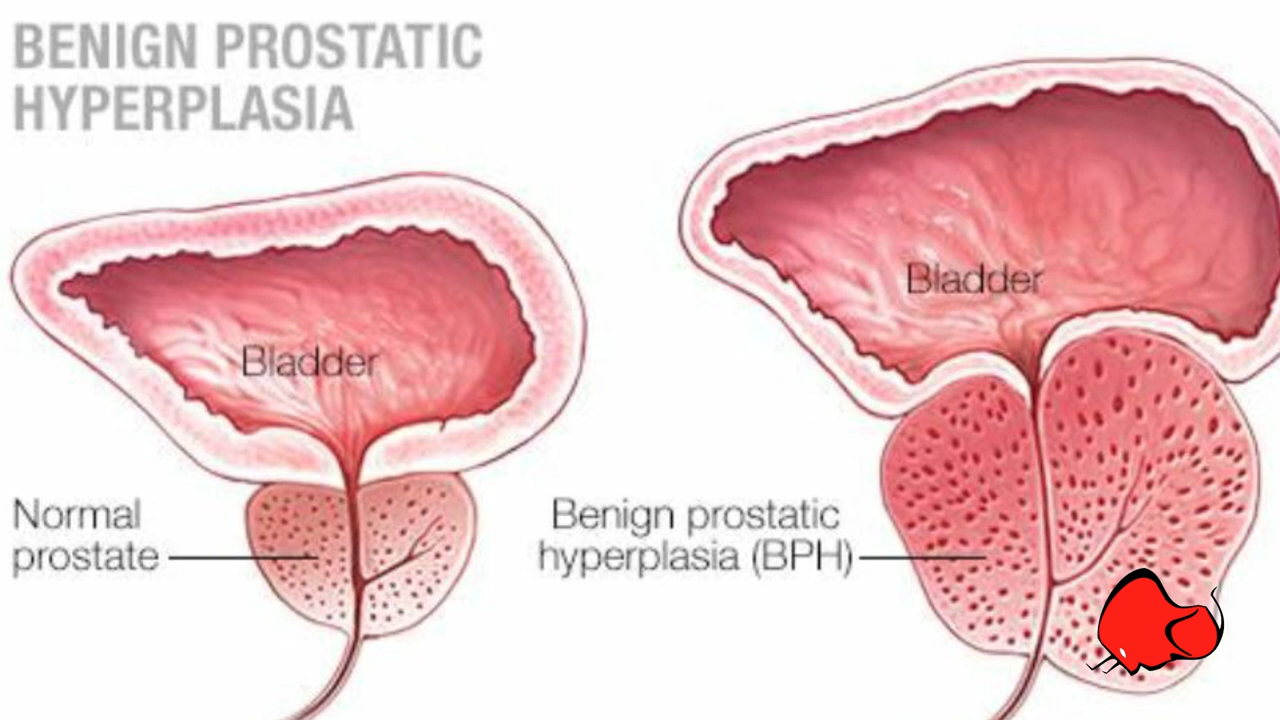 BENIGN PROSTATIC
HYPERPLASIA
Bladder
Normal
prostate
Bladder
Benign prostatic
hyperplasia (BPH)